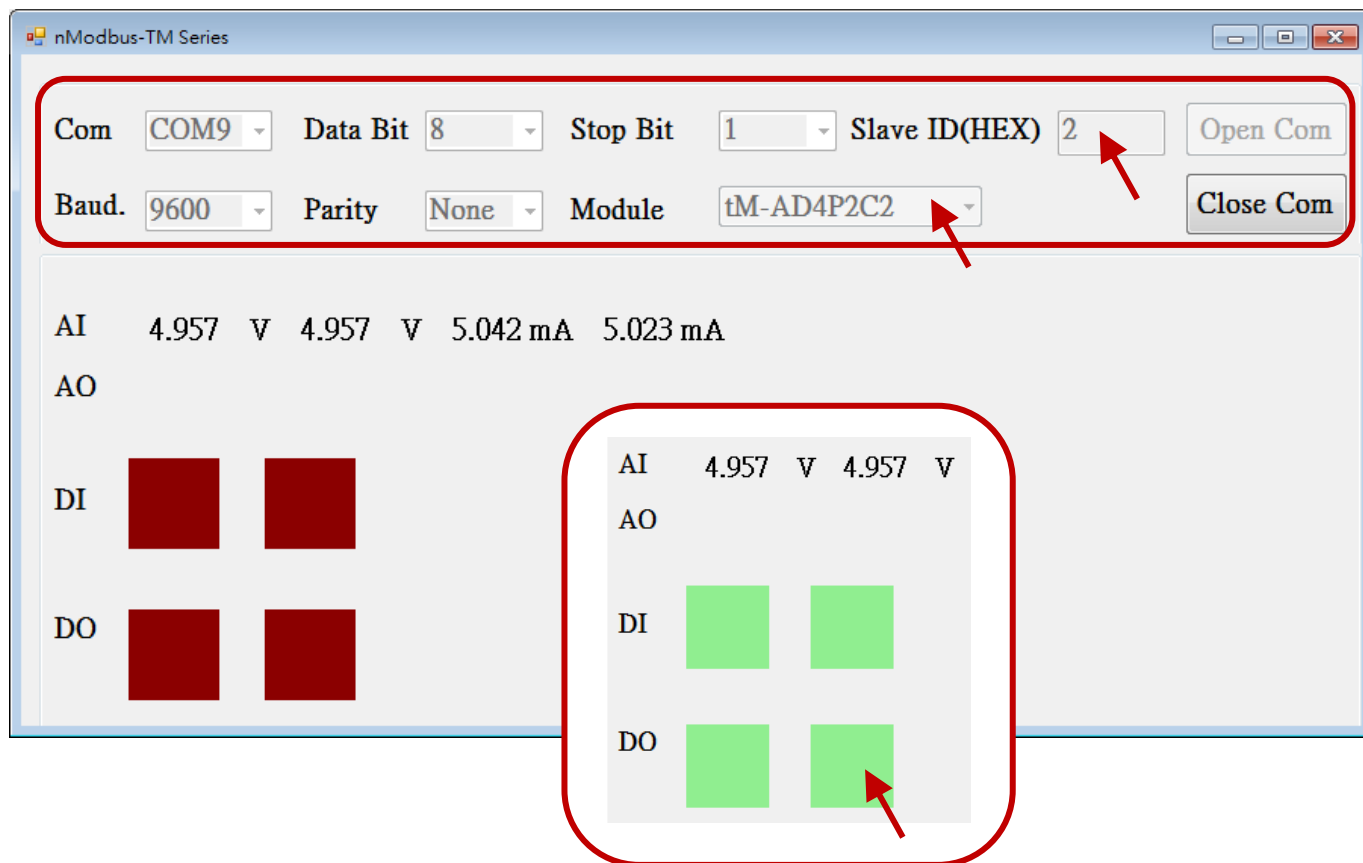 nModbus-TM Series
Com COM9 Data Bit 8 Stop Bit 1 Slave ID(HEX) 2 Open Com
Baud. 9600 Parity None Module tM-AD4P2C2 Close Com
AI 4.957 V 4.957 V 5.042 mA 5.023 mA
AO
DI
DO
AI 4.957 V 4.957 V
AO
DI
DO